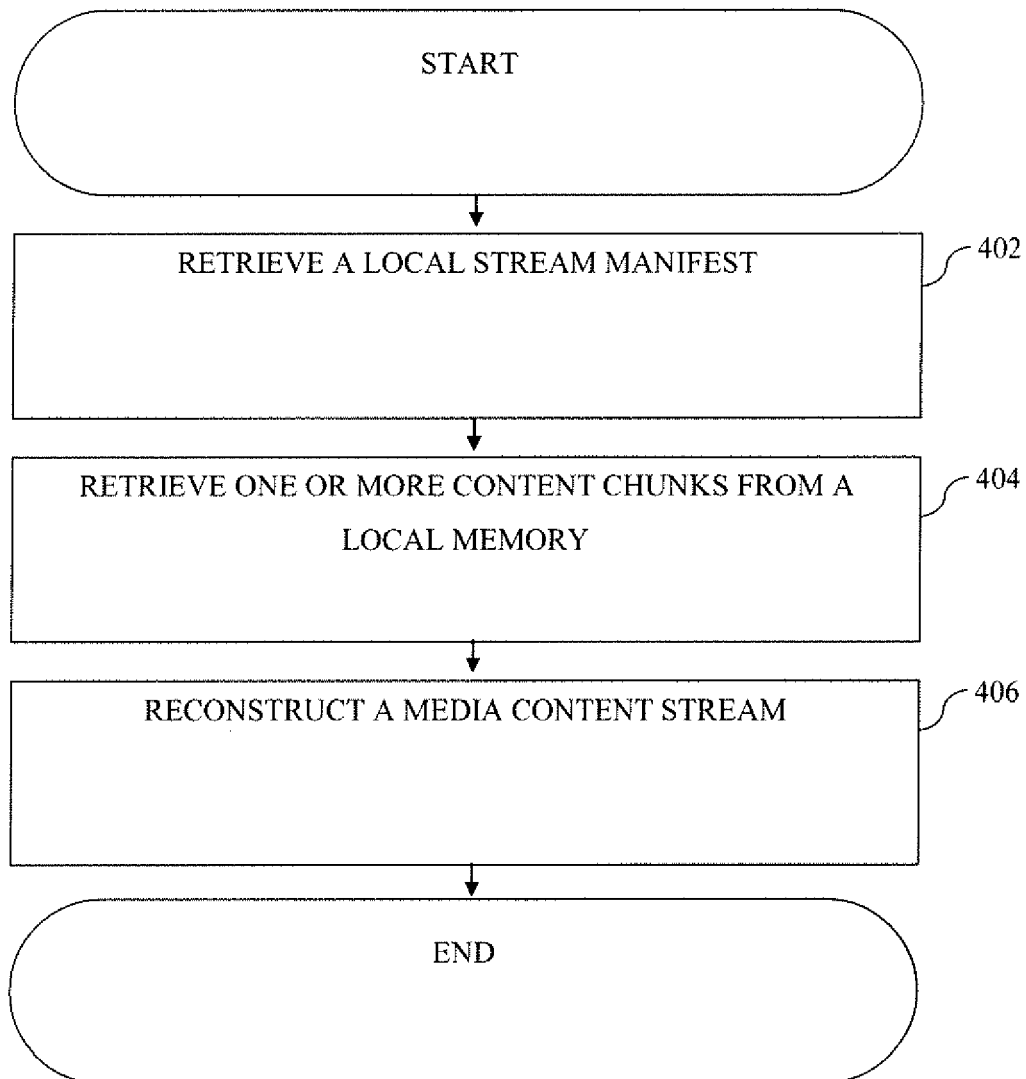 START
RETRIEVE A LOCAL STREAM MANIFEST
402
RETRIEVE ONE OR MORE CONTENT CHUNKS FROM A
LOCAL MEMORY
404
RECONSTRUCT A MEDIA CONTENT STREAM
406
END